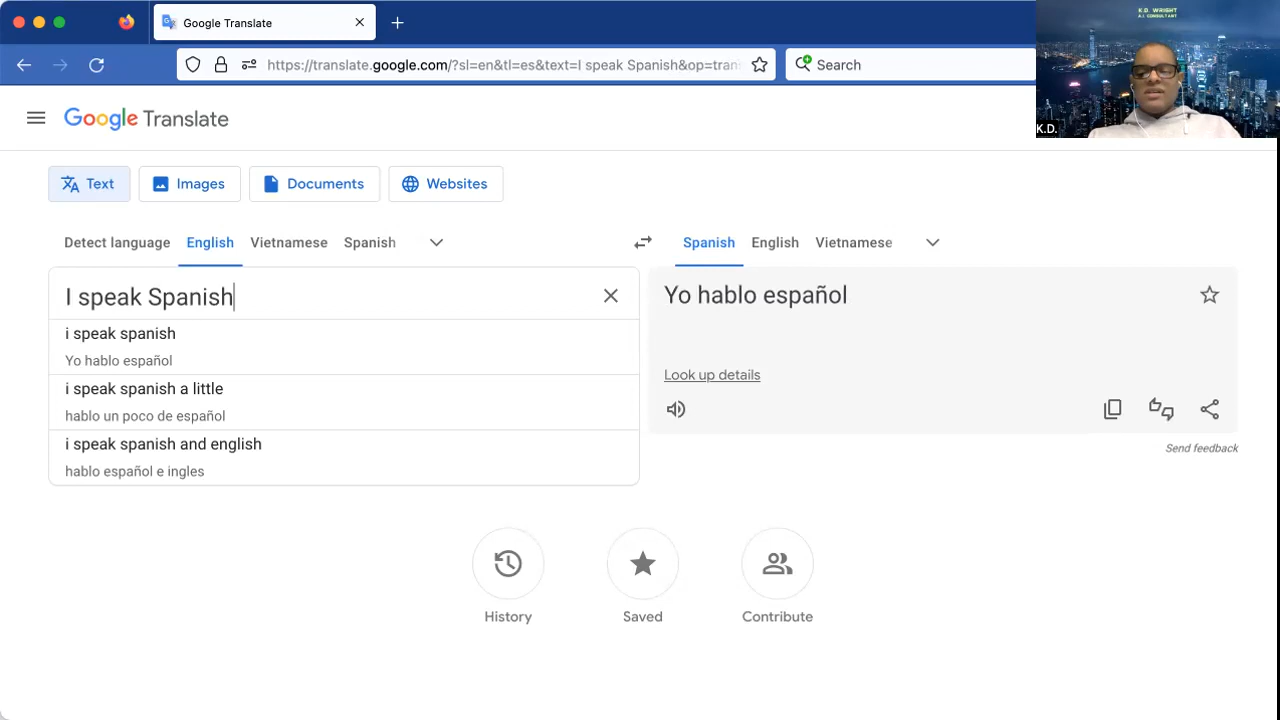 Google Translate
https://translate.google.com/?sl=en&tl=es&text=I speak Spanish&op=tran
Search
K.D. WRIGHT
A.I. CONSULTANT
K.D.
Google Translate
Text
Images
Documents
Websites
Detect language
English
Vietnamese
Spanish
Spanish
English
Vietnamese
I speak Spanish
Yo hablo español
i speak spanish
Yo hablo español
i speak spanish a little
hablo un poco de español
i speak spanish and english
hablo español e ingles
Look up details
Send feedback
History
Saved
Contribute